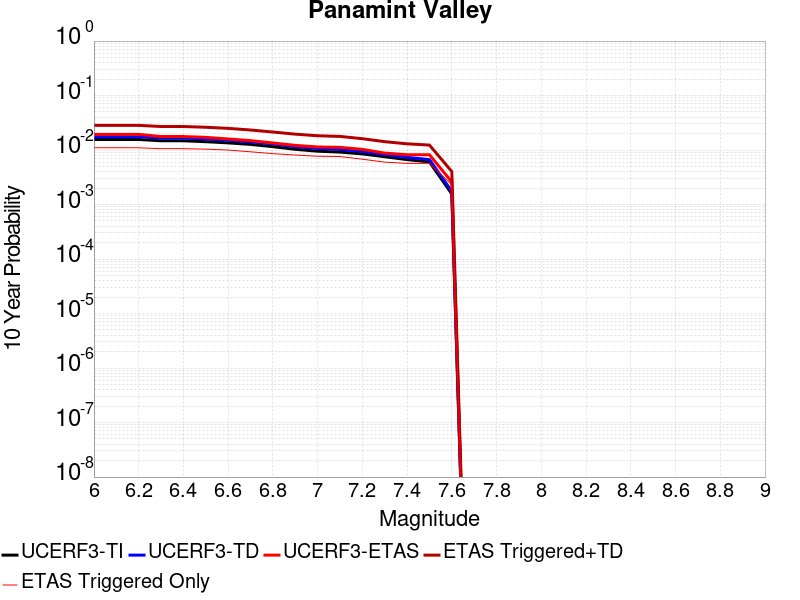 Panamint Valley
10 0
10 -1
10 -2
10 -3
10 -4
10 -5
10 -6
10 -7
10 -8
10 Year Probability
6 6.2 6.4 6.6 6.8 7 7.2 7.4 7.6 7.8 8 8.2 8.4 8.6 8.8 9
Magnitude
UCERF3-TI UCERF3-TD UCERF3-ETAS ETAS Triggered+TD
ETAS Triggered Only